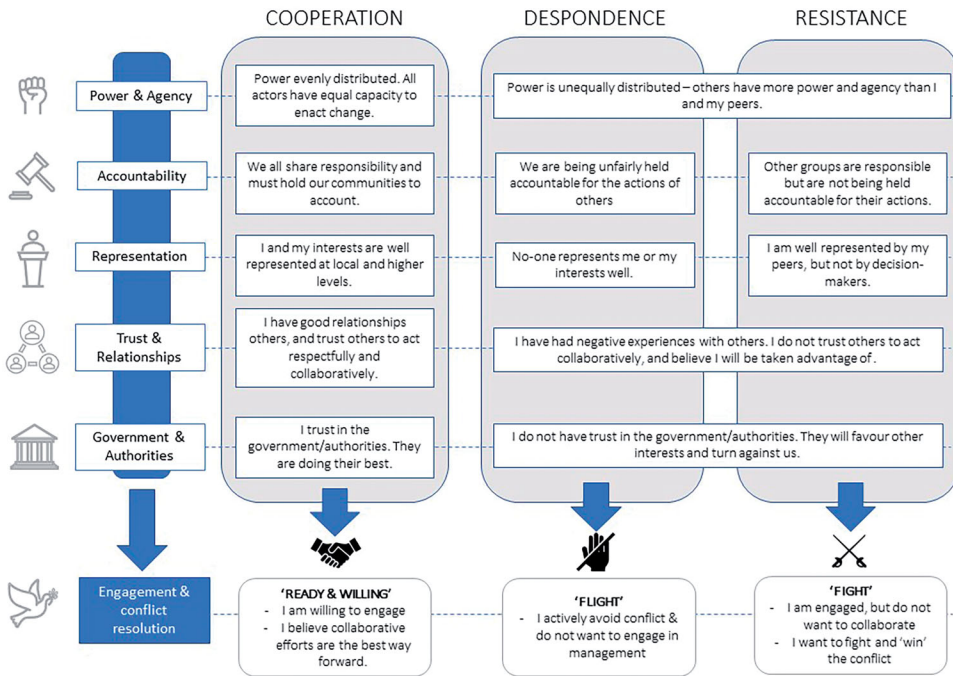 COOPERATION
DESPONDENCE
RESISTANCE
Power & Agency
Power evenly distributed. All
actors have equal capacity to
enact change.
Power is unequally distributed – others have more power and agency than I
and my peers.
Accountability
We all share responsibility and
must hold our communities to
account.
We are being unfairly held
accountable for the actions of
others
Other groups are responsible
but are not being held
accountable for their actions.
Representation
I and my interests are well
represented at local and higher
levels.
No-one represents me or my
interests well.
I am well represented by my
peers, but not by decision-
makers.
Trust &
Relationships
I have good relationships
others, and trust others to act
respectfully and
collaboratively.
I have had negative experiences with others. I do not trust others to act
collaboratively, and believe I will be taken advantage of .
Government &
Authorities
I trust in the
government/authorities. They
are doing their best.
I do not have trust in the government/authorities. They will favour other
interests and turn against us.
Engagement &
conflict
resolution
'READY & WILLING'
- I am willing to engage
- I believe collaborative
efforts are the best way
forward.
'FLIGHT'
- I actively avoid conflict &
do not want to engage in
management
'FIGHT'
- I am engaged, but do not
want to collaborate
- I want to fight and 'win'
the conflict